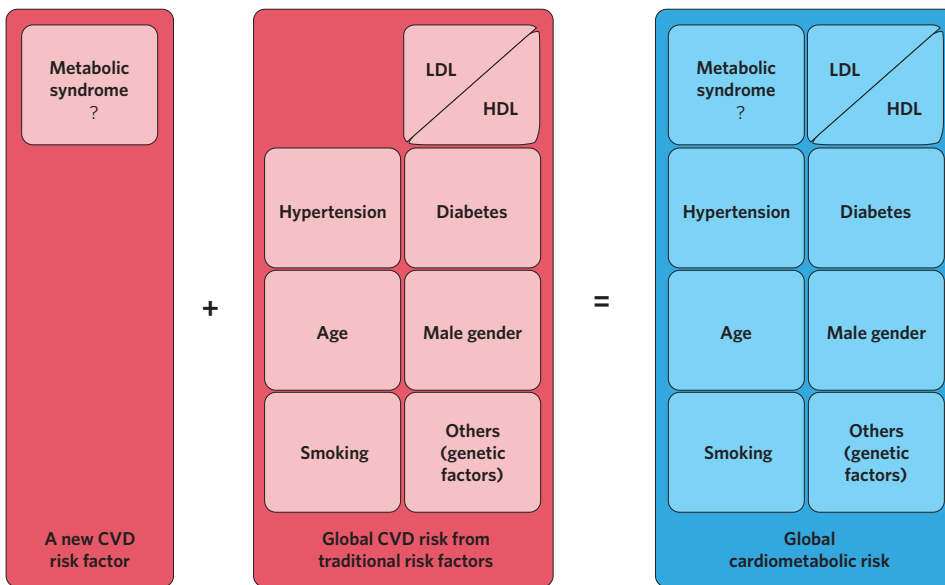 Metabolic
syndrome
?
A new CVD
risk factor
+
LDL
HDL
Hypertension
Diabetes
Age
Male gender
Smoking
Others
(genetic
factors)
Global CVD risk from
traditional risk factors
=
Metabolic
syndrome
?
LDL
HDL
Hypertension
Diabetes
Age
Male gender
Smoking
Others
(genetic
factors)
Global
cardiometabolic risk